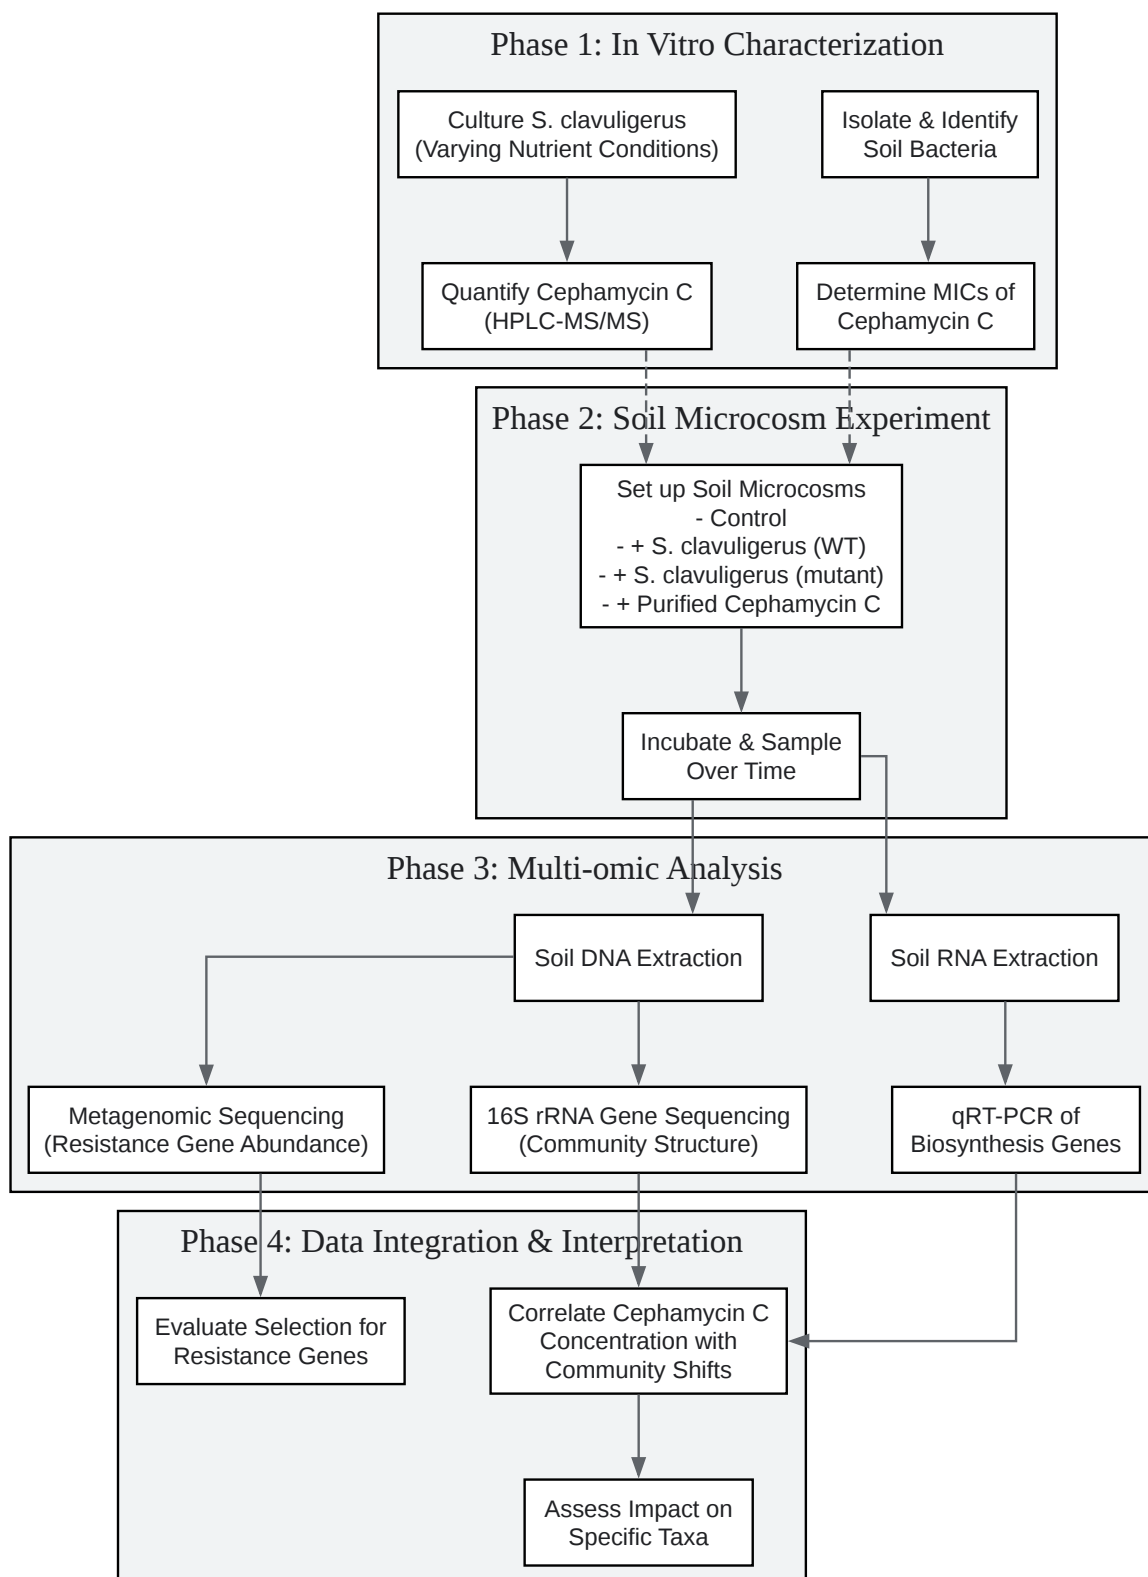 Phase 1: In Vitro Characterization
Culture S. clavuligerus
(Varying Nutrient Conditions)
Isolate & Identify
Soil Bacteria
Quantify Cephamycin C
(HPLC-MS/MS)
Determine MICs of
Cephamycin C
Phase 2: Soil Microcosm Experiment
Set up Soil Microcosms
- Control
- + S. clavuligerus (WT)
- + S. clavuligerus (mutant)
- + Purified Cephamycin C
Incubate & Sample
Over Time
Phase 3: Multi-omic Analysis
Soil DNA Extraction
Soil RNA Extraction
Metagenomic Sequencing
(Resistance Gene Abundance)
16S rRNA Gene Sequencing
(Community Structure)
qRT-PCR of
Biosynthesis Genes
Phase 4: Data Integration & Interpretation
Evaluate Selection for
Resistance Genes
Correlate Cephamycin C
Concentration with
Community Shifts
Assess Impact on
Specific Taxa